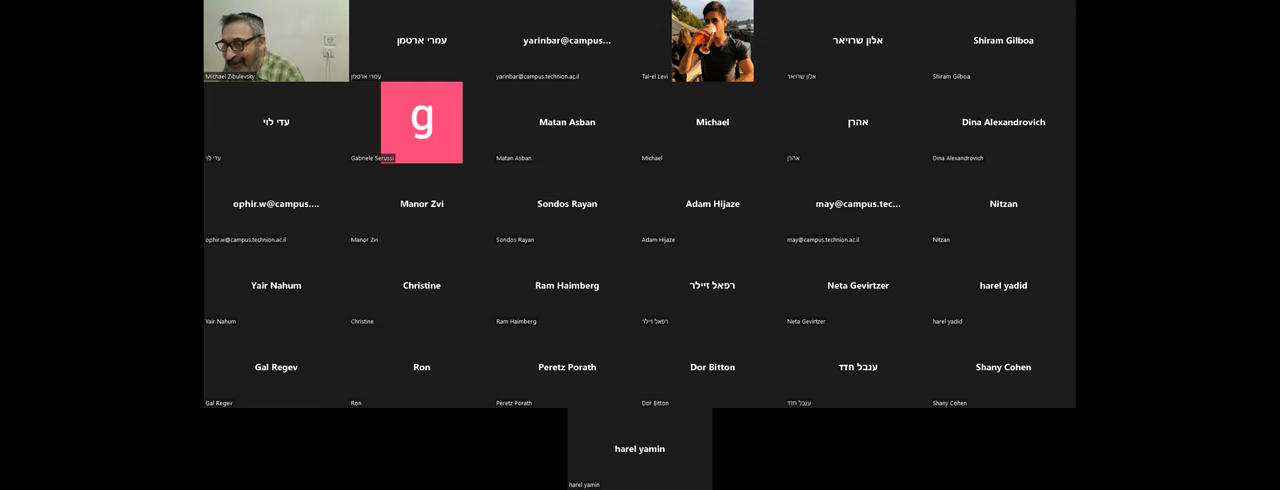 Michael Zibulevsky
עמרי ארטמן
עמרי ארטמן
yarinbar@campus...
yarinbar@campus.technion.ac.il
Tal-el Levi
אלון שרויאר
אלון שרויאר
Shiram Gilboa
Shiram Gilboa
עדי לוי
עדי לוי
g
Gabriele Serussi
Matan Asban
Matan Asban
Michael
Michael
אהרן
אהרן
Dina Alexandrovich
Dina Alexandrovich
ophir.w@campus....
ophir.w@campus.technion.ac.il
Manor Zvi
Manor Zvi
Sondos Rayan
Sondos Rayan
Adam Hijaze
Adam Hijaze
may@campus.tec...
may@campus.technion.ac.il
Nitzan
Nitzan
Yair Nahum
Yair Nahum
Christine
Christine
Ram Haimberg
Ram Haimberg
רפאל זיילר
רפאל זיילר
Neta Gevirtzer
Neta Gevirtzer
harel yadid
harel yadid
Gal Regev
Gal Regev
Ron
Ron
Peretz Porath
Peretz Porath
Dor Bitton
Dor Bitton
ענבל חדד
ענבל חדד
Shany Cohen
Shany Cohen
harel yamin
harel yamin